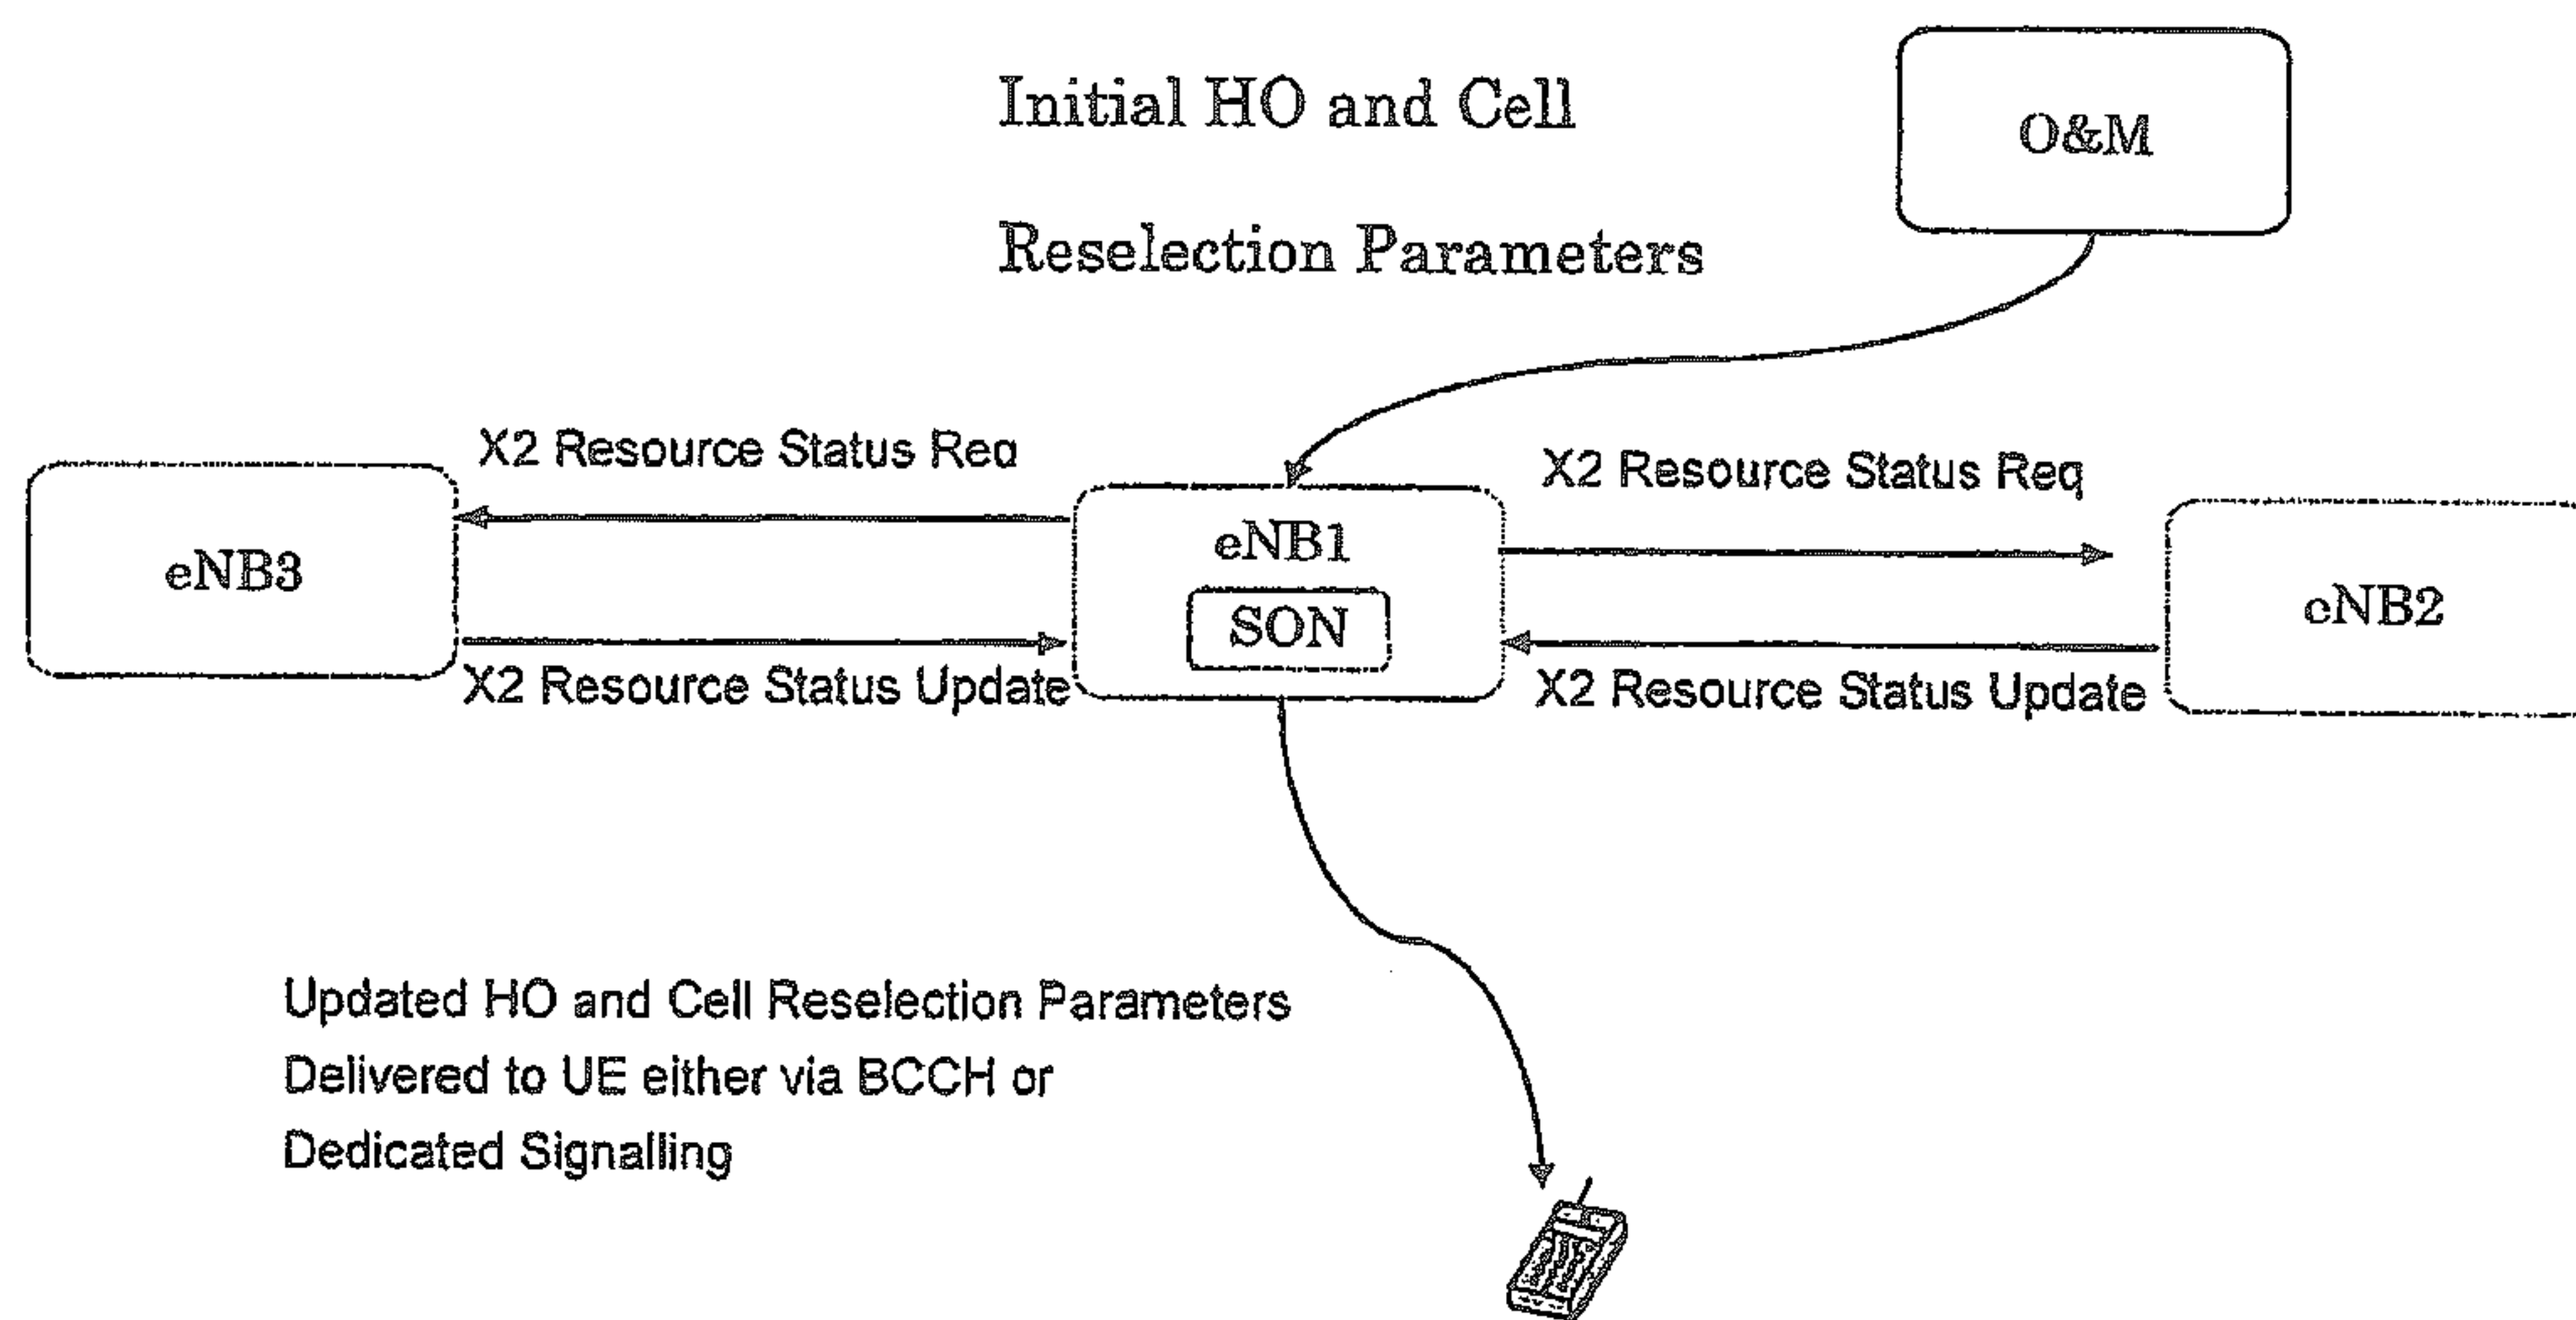 Initial HO and Cell
Reselection Parameters
O&M
X2 Resource Status Req
X2 Resource Status Req
eNB3
eNB1
SON
eNB2
X2 Resource Status Update
X2 Resource Status Update
Updated HO and Cell Reselection Parameters
Delivered to UE either via BCCH or
Dedicated Signalling